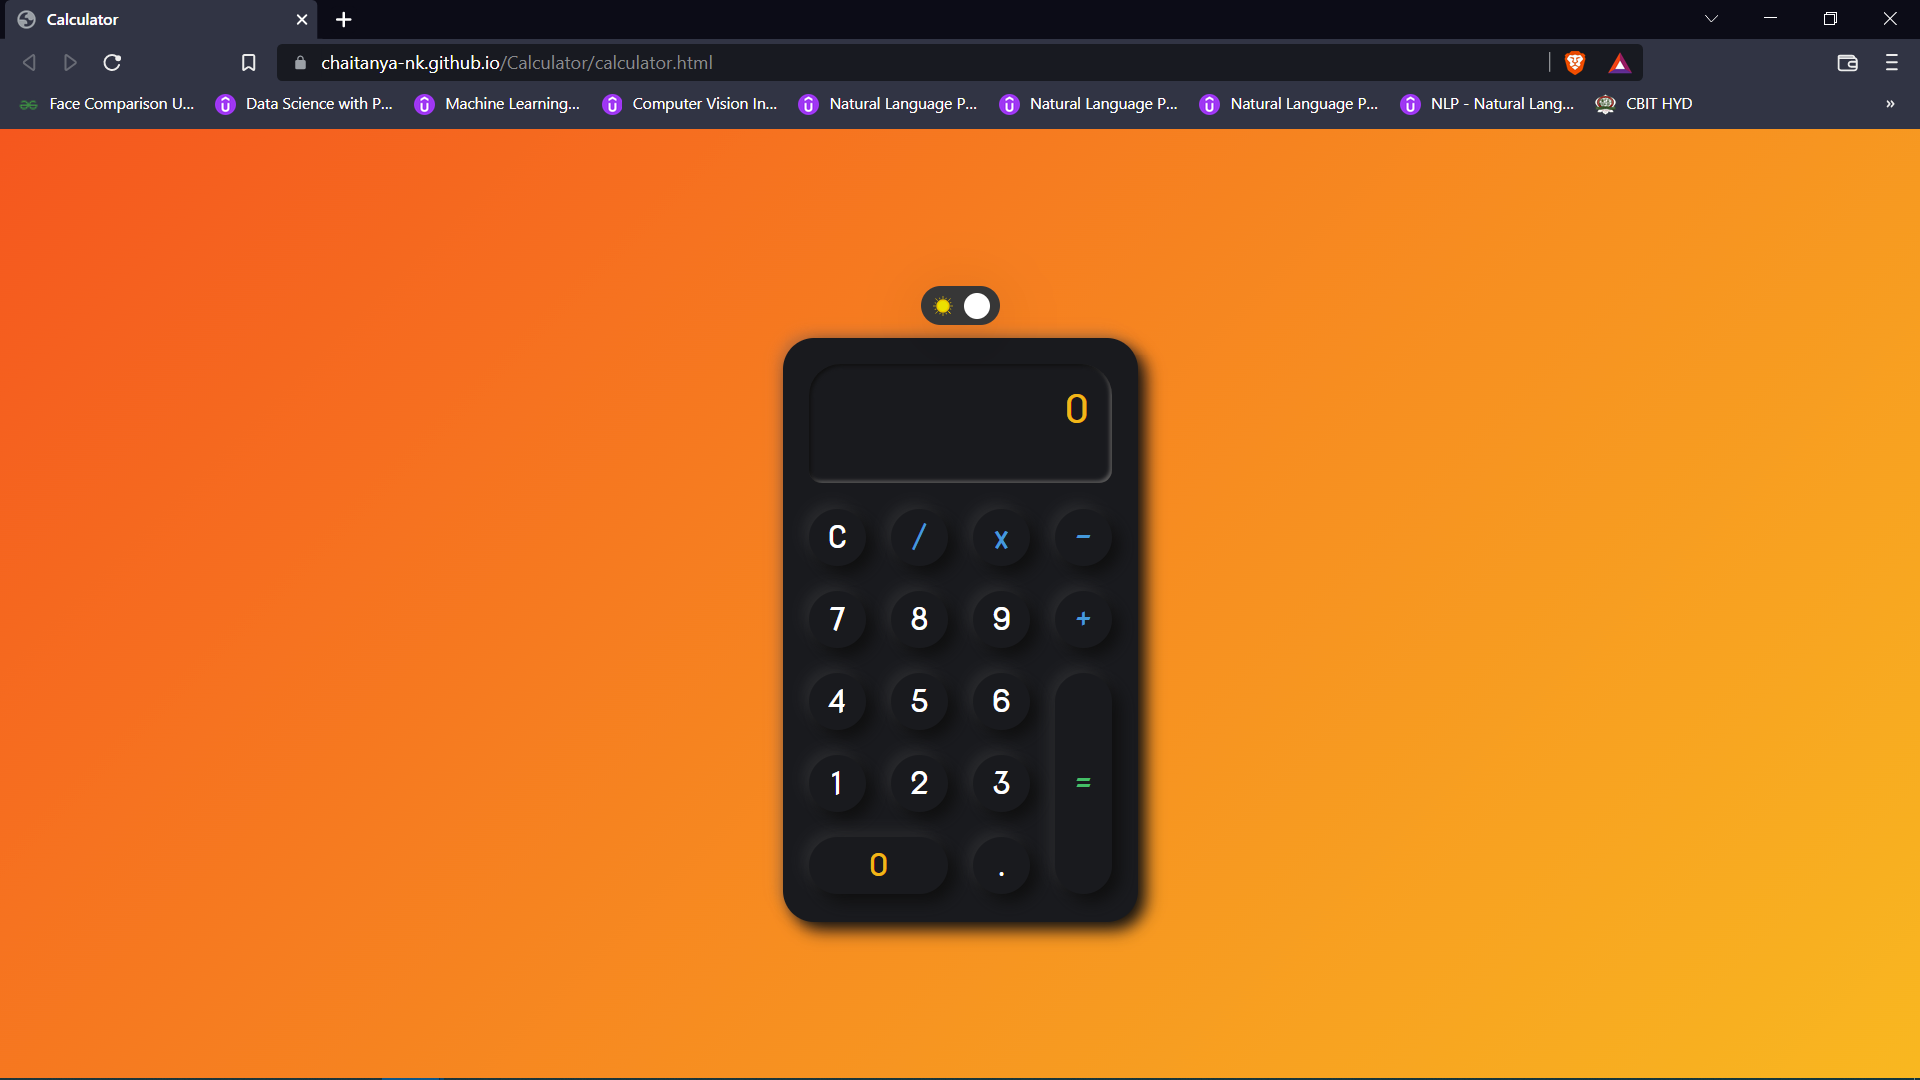 Calculator
chaitanya-nk.github.io/Calculator/calculator.html
Face Comparison U... Data Science with P... Machine Learning... Computer Vision In... Natural Language P... Natural Language P... Natural Language P... NLP - Natural Lang... CBIT HYD »
0
C / x -
7 8 9 +
4 5 6
1 2 3 =
0 .